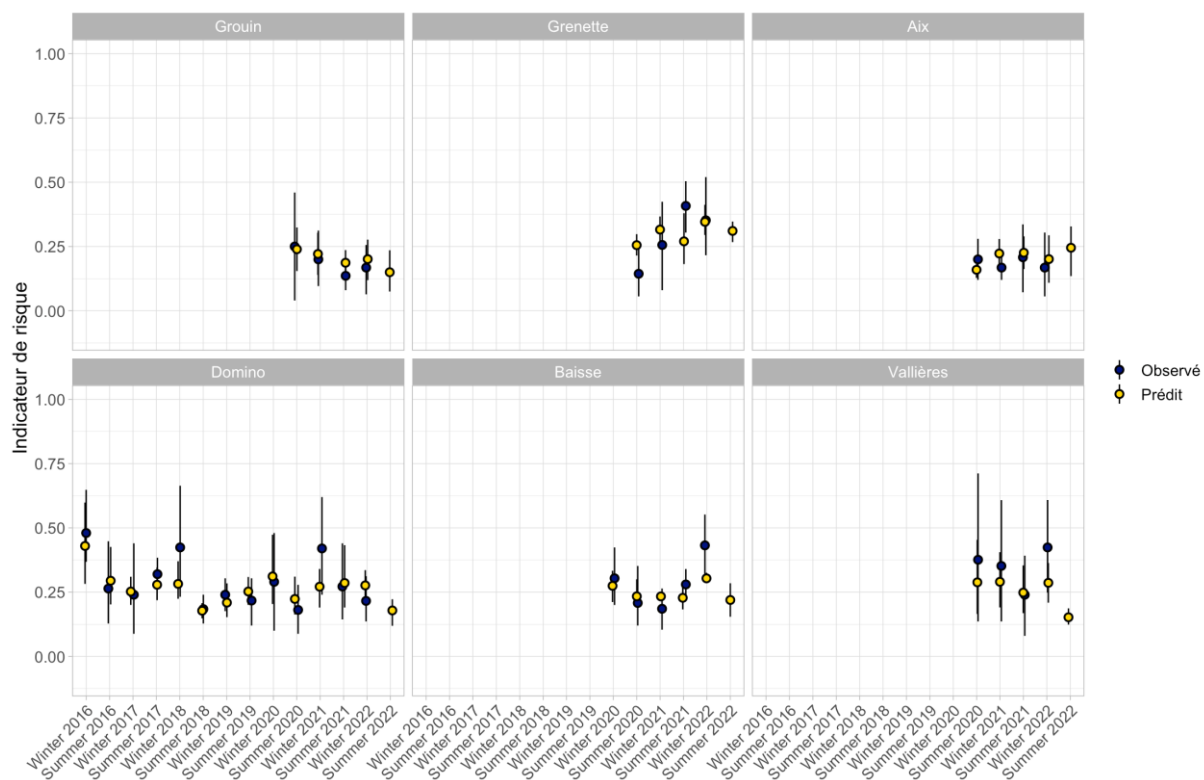 Grouin
Grenette
Aix
1.00
0.75
0.50
0.25
0.00
Indicateur de risque
Domino
Baisse
Vallières
1.00
0.75
0.50
0.25
0.00
Observé
Prédit
Winter 2016
Summer 2016
Winter 2017
Summer 2017
Winter 2018
Summer 2018
Winter 2019
Summer 2019
Winter 2020
Summer 2020
Winter 2021
Summer 2021
Winter 2022
Summer 2022
Winter 2016
Summer 2016
Winter 2017
Summer 2017
Winter 2018
Summer 2018
Winter 2019
Summer 2019
Winter 2020
Summer 2020
Winter 2021
Summer 2021
Winter 2022
Summer 2022
Winter 2016
Summer 2016
Winter 2017
Summer 2017
Winter 2018
Summer 2018
Winter 2019
Summer 2019
Winter 2020
Summer 2020
Winter 2021
Summer 2021
Winter 2022
Summer 2022